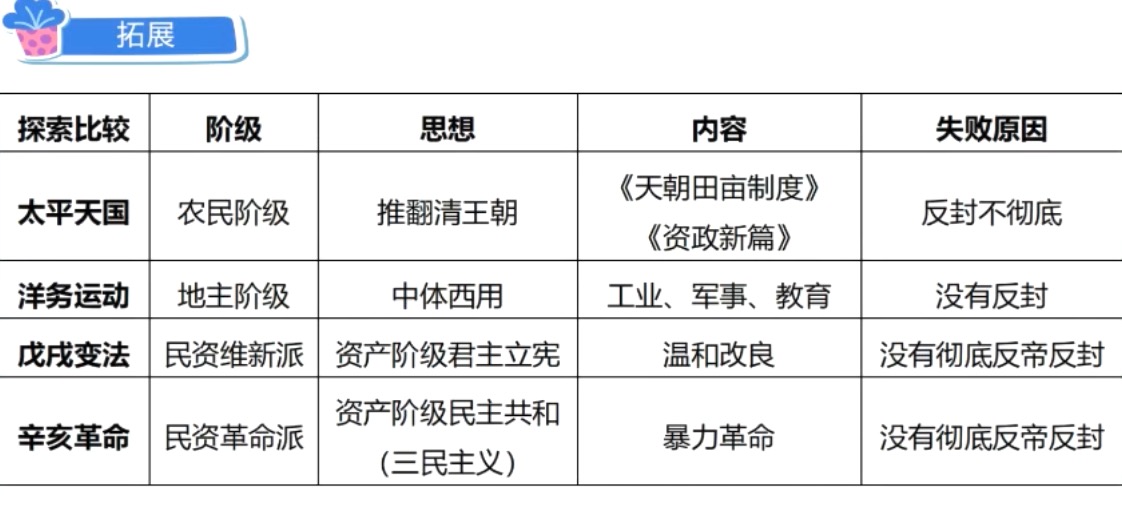 拓展
探索比较 阶级 思想 内容 失败原因
太平天国 农民阶级 推翻清王朝 《天朝田亩制度》 《资政新篇》 反封不彻底
洋务运动 地主阶级 中体西用 工业、军事、教育 没有反封
戊戌变法 民资维新派 资产阶级君主立宪 温和改良 没有彻底反帝反封
辛亥革命 民资革命派 资产阶级民主共和 （三民主义） 暴力革命 没有彻底反帝反封